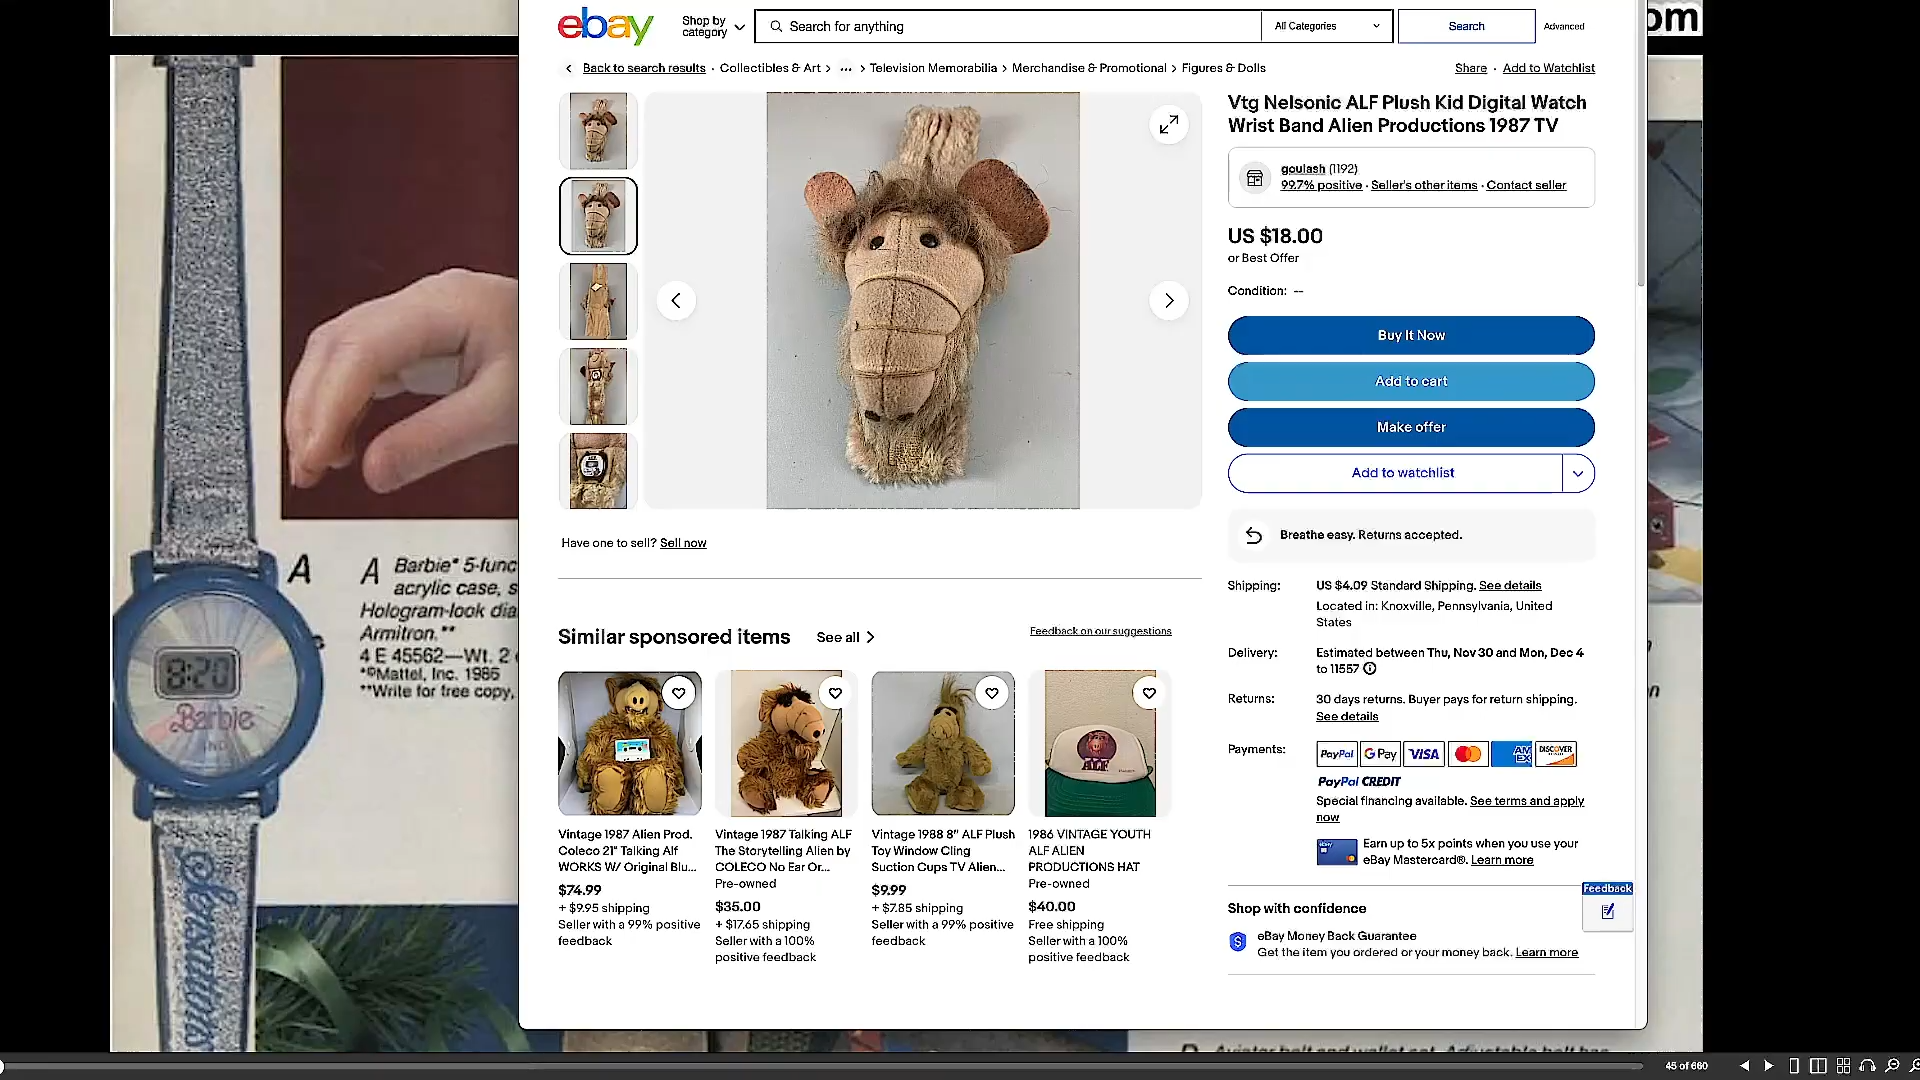 om
ebay
Shop by
category
Search for anything
All Categories
Search
Advanced
Back to search results · Collectibles & Art > ... > Television Memorabilia > Merchandise & Promotional > Figures & Dolls
Share · Add to Watchlist
Vtg Nelsonic ALF Plush Kid Digital Watch
Wrist Band Alien Productions 1987 TV
goulash (1192)
99.7% positive · Seller's other items · Contact seller
US $18.00
or Best Offer
Condition: --
Buy It Now
Add to cart
Make offer
Add to watchlist
Breathe easy. Returns accepted.
Have one to sell? Sell now
Shipping: US $4.09 Standard Shipping. See details
Located in: Knoxville, Pennsylvania, United
States
Delivery: Estimated between Thu, Nov 30 and Mon, Dec 4
to 11557
Returns: 30 days returns. Buyer pays for return shipping.
See details
Payments: PayPal G Pay VISA AM EX DISCOVER
PayPal CREDIT
Special financing available. See terms and apply
now
Earn up to 5x points when you use your
eBay Mastercard®. Learn more
Feedback
Shop with confidence
eBay Money Back Guarantee
Get the item you ordered or your money back. Learn more
Similar sponsored items See all
Feedback on our suggestions
ALF
Vintage 1987 Alien Prod.
Coleco 21" Talking Alf
WORKS W/ Original Blu...
$74.99
+ $9.95 shipping
Seller with a 99% positive
feedback
Vintage 1987 Talking ALF
The Storytelling Alien by
COLECO No Ear Or...
Pre-owned
$35.00
+ $17.65 shipping
Seller with a 100%
positive feedback
Vintage 1988 8" ALF Plush
Toy Window Cling
Suction Cups TV Alien...
$9.99
+ $7.85 shipping
Seller with a 99% positive
feedback
1986 VINTAGE YOUTH
ALF ALIEN
PRODUCTIONS HAT
Pre-owned
$40.00
Free shipping
Seller with a 100%
positive feedback
A
A Barbie* 5-func
acrylic case, s
Hologram-look dia
Armitron.**
4 E 45562—Wt. 2
*©Mattel, Inc. 1986
**Write for free copy,
8:20
Barbie
45 of 660